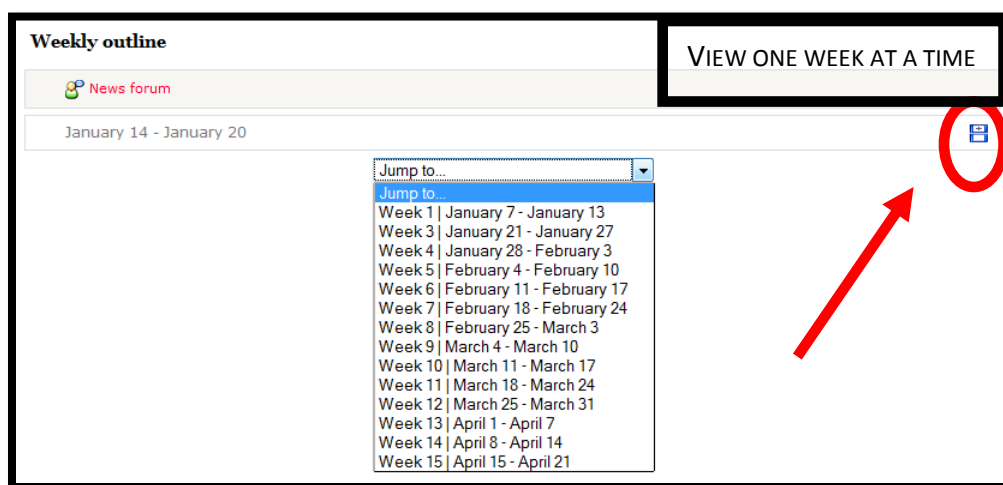 Weekly outline
VIEW ONE WEEK AT A TIME
News forum
January 14 - January 20
Jump to...
Jump to...
Week 1 | January 7 - January 13
Week 3 | January 21 - January 27
Week 4 | January 28 - February 3
Week 5 | February 4 - February 10
Week 6 | February 11 - February 17
Week 7 | February 18 - February 24
Week 8 | February 25 - March 3
Week 9 | March 4 - March 10
Week 10 | March 11 - March 17
Week 11 | March 18 - March 24
Week 12 | March 25 - March 31
Week 13 | April 1 - April 7
Week 14 | April 8 - April 14
Week 15 | April 15 - April 21